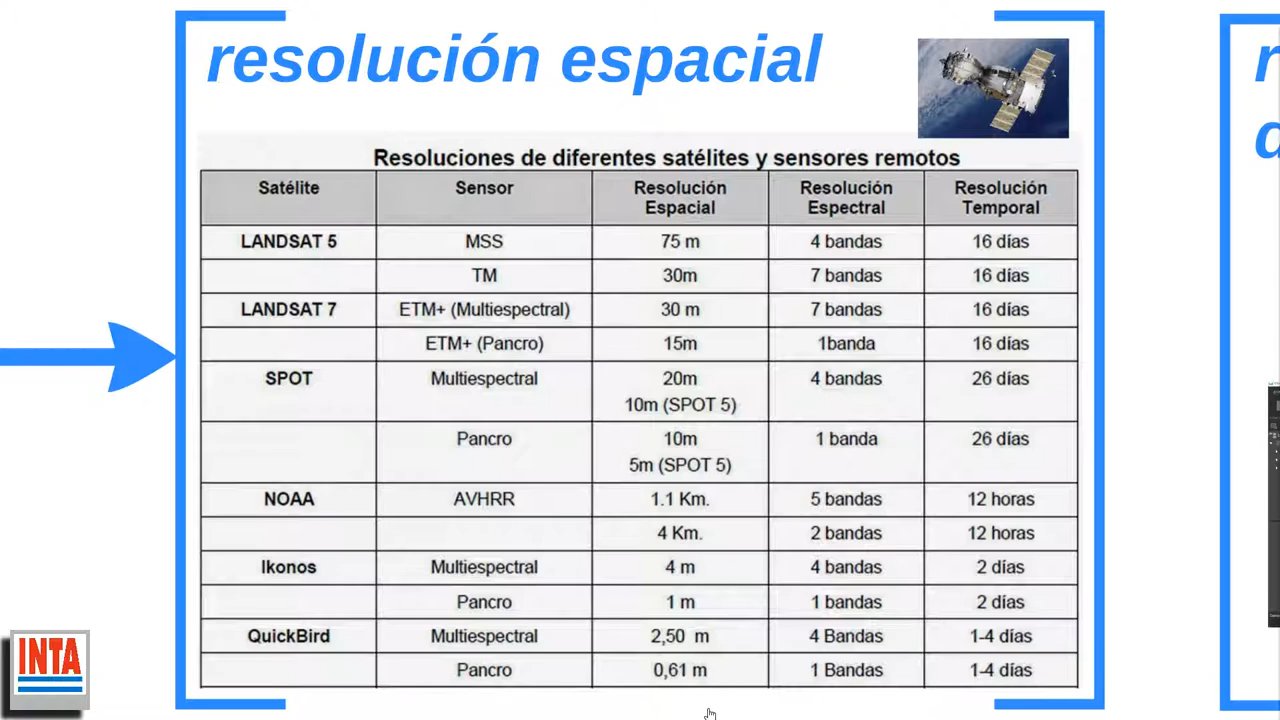 resolución espacial
Resoluciones de diferentes satélites y sensores remotos
Satélite Sensor Resolución Espacial Resolución Espectral Resolución Temporal
LANDSAT 5 MSS 75 m 4 bandas 16 días
TM 30m 7 bandas 16 días
LANDSAT 7 ETM+ (Multiespectral) 30 m 7 bandas 16 días
ETM+ (Pancro) 15m 1banda 16 días
SPOT Multiespectral 20m 4 bandas 26 días
10m (SPOT 5)
Pancro 10m 1 banda 26 días
5m (SPOT 5)
NOAA AVHRR 1.1 Km. 5 bandas 12 horas
4 Km. 2 bandas 12 horas
Ikonos Multiespectral 4 m 4 bandas 2 días
Pancro 1 m 1 bandas 2 días
QuickBird Multiespectral 2,50 m 4 Bandas 1-4 días
Pancro 0,61 m 1 Bandas 1-4 días
INTA